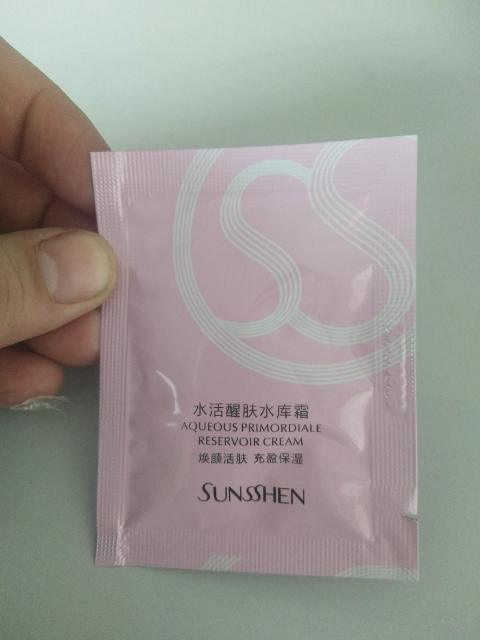 水活醒肤水库霜
AQUEOUS PRIMORDIALE
RESERVOIR CREAM
焕颜活肤 充盈保湿
SUNSSHEN